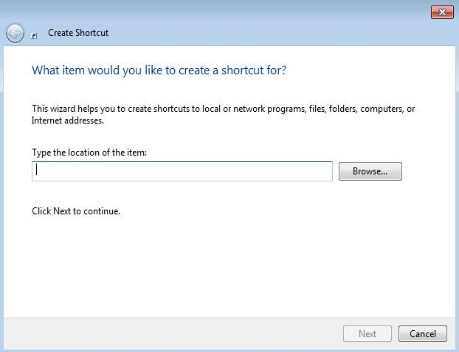 Create Shortcut
What item would you like to create a shortcut for?
This wizard helps you to create shortcuts to local or network programs, files, folders, computers, or
Internet addresses.
Type the location of the item:
Browse...
Click Next to continue.
Next
Cancel